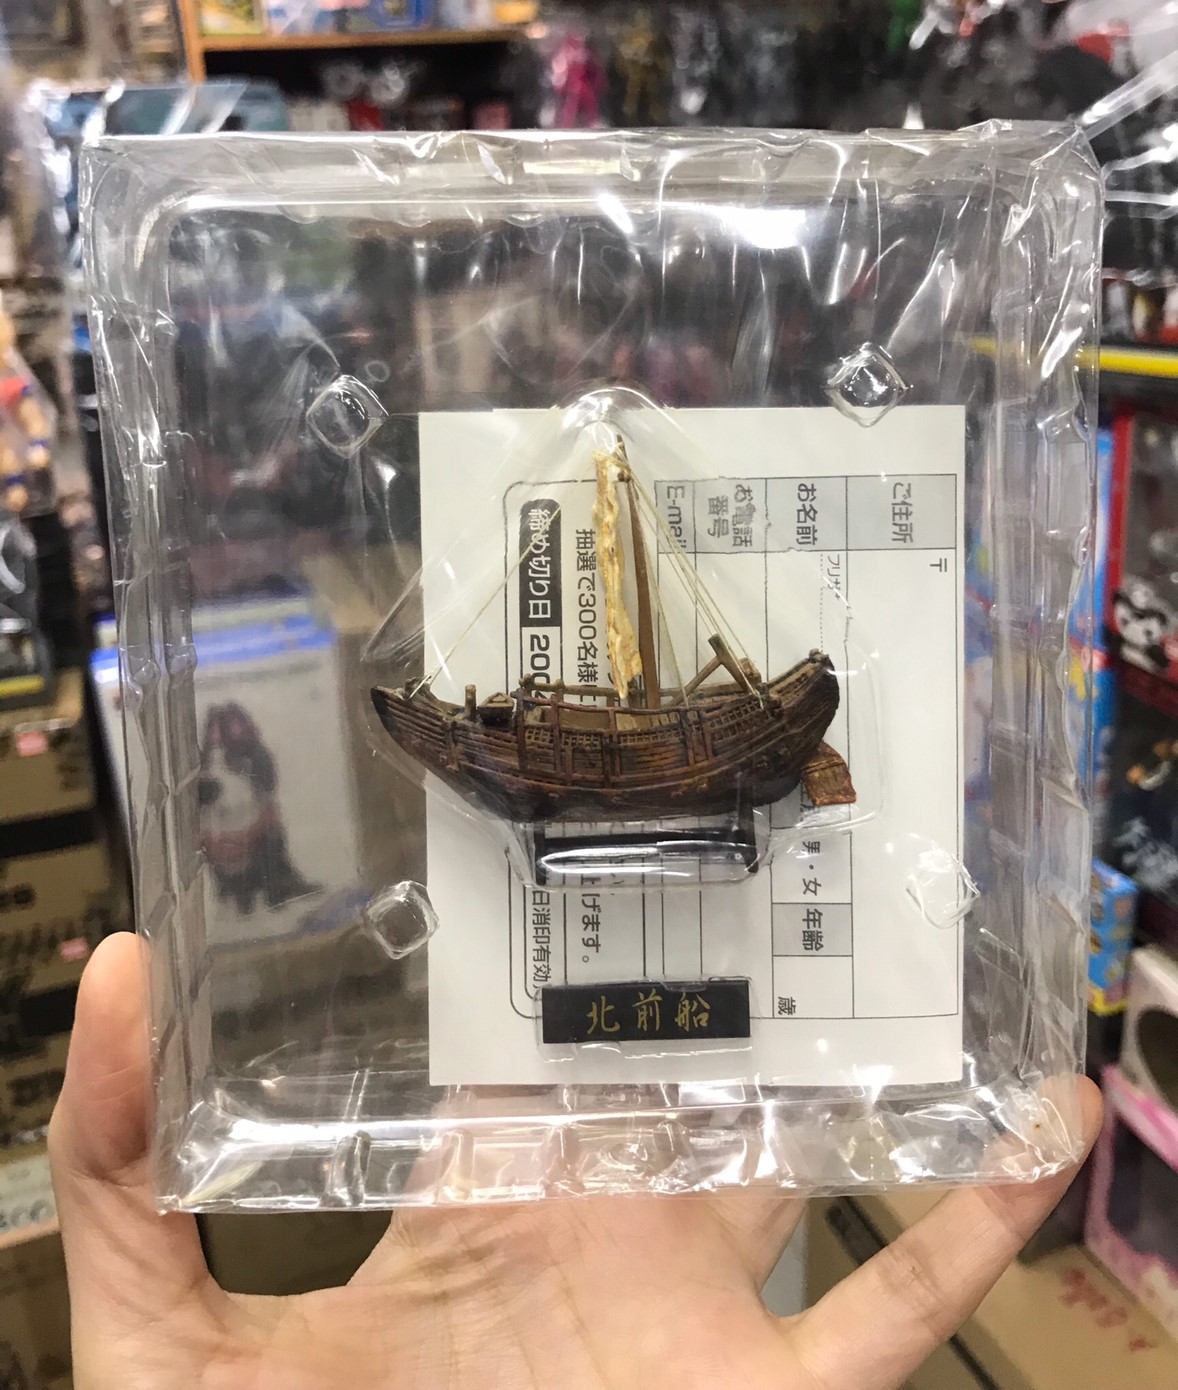 ご住所
〒
お名前
フリガ
お電話
番号
E-mail
男・女
年齢
歳
抽選で300名様に
上げます。
締め切り日
200
日消印有効
北前船